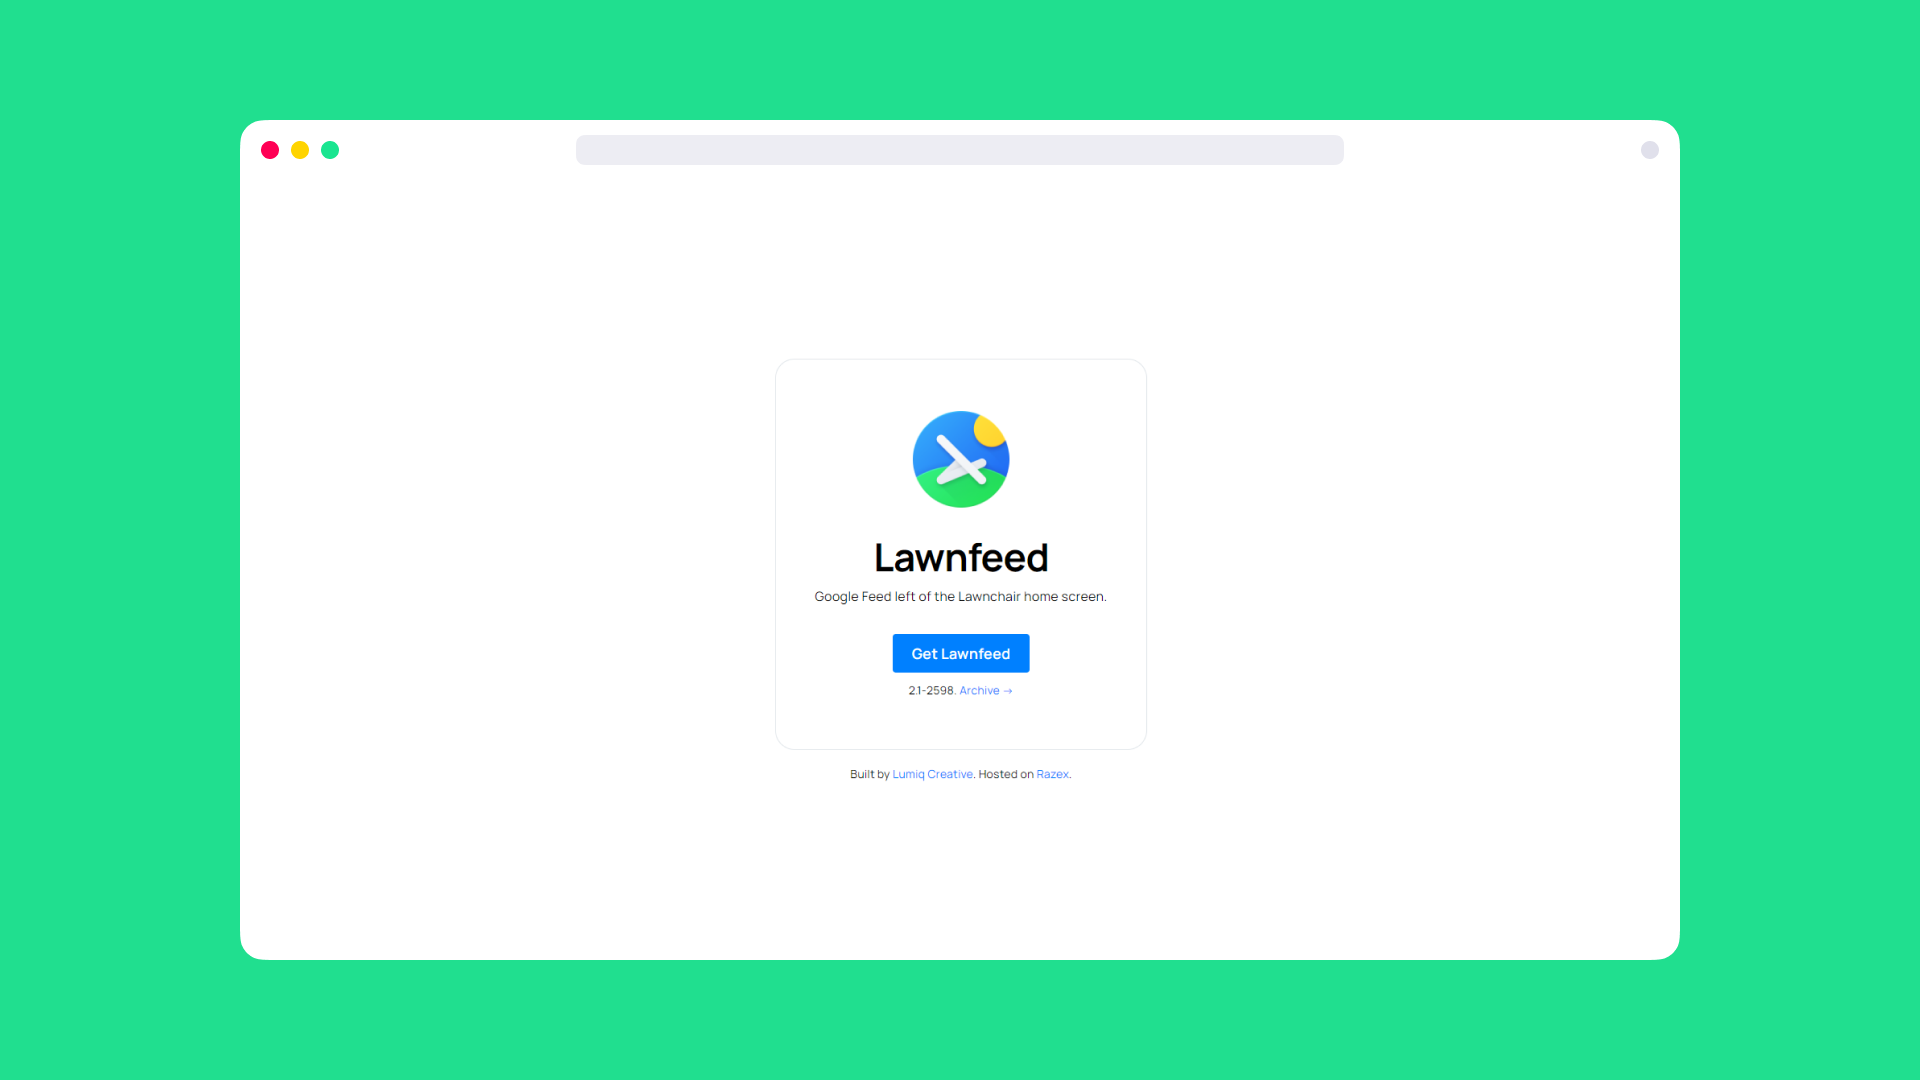 Lawnfeed
Google Feed left of the Lawnchair home screen.
Get Lawnfeed
2.1-2598. Archive →
Built by Lumiq Creative. Hosted on Razex.